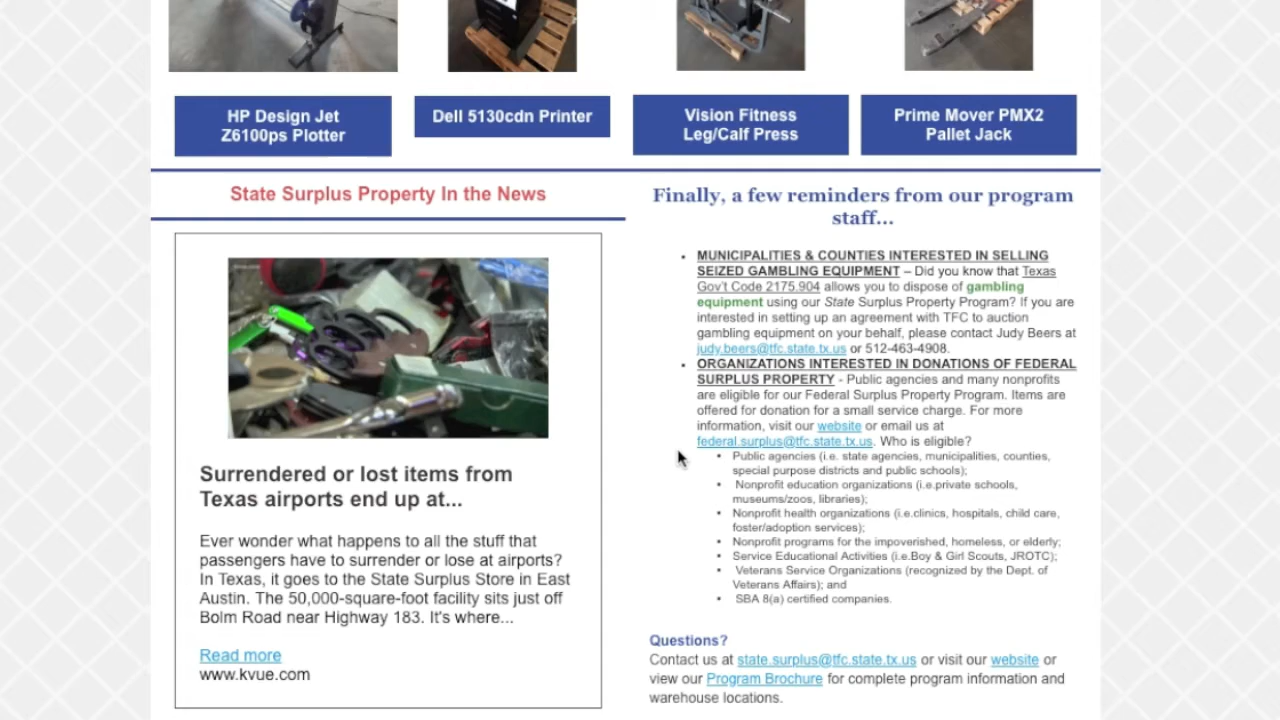 HP Design Jet
Z6100ps Plotter
Dell 5130cdn Printer
Vision Fitness
Leg/Calf Press
Prime Mover PMX2
Pallet Jack
State Surplus Property In the News
Surrendered or lost items from
Texas airports end up at...
Ever wonder what happens to all the stuff that
passengers have to surrender or lose at airports?
In Texas, it goes to the State Surplus Store in East
Austin. The 50,000-square-foot facility sits just off
Bolm Road near Highway 183. It's where...
Read more
www.kvue.com
Finally, a few reminders from our program
staff...
• MUNICIPALITIES & COUNTIES INTERESTED IN SELLING
SEIZED GAMBLING EQUIPMENT – Did you know that Texas
Gov't Code 2175.904 allows you to dispose of gambling
equipment using our State Surplus Property Program? If you are
interested in setting up an agreement with TFC to auction
gambling equipment on your behalf, please contact Judy Beers at
judy.beers@tfc.state.tx.us or 512-463-4908.
• ORGANIZATIONS INTERESTED IN DONATIONS OF FEDERAL
SURPLUS PROPERTY - Public agencies and many nonprofits
are eligible for our Federal Surplus Property Program. Items are
offered for donation for a small service charge. For more
information, visit our website or email us at
federal.surplus@tfc.state.tx.us. Who is eligible?
▪ Public agencies (i.e. state agencies, municipalities, counties,
special purpose districts and public schools);
▪ Nonprofit education organizations (i.e.private schools,
museums/zoos, libraries);
▪ Nonprofit health organizations (i.e.clinics, hospitals, child care,
foster/adoption services);
▪ Nonprofit programs for the impoverished, homeless, or elderly;
▪ Service Educational Activities (i.e.Boy & Girl Scouts, JROTC);
▪ Veterans Service Organizations (recognized by the Dept. of
Veterans Affairs); and
▪ SBA 8(a) certified companies.
Questions?
Contact us at state.surplus@tfc.state.tx.us or visit our website or
view our Program Brochure for complete program information and
warehouse locations.